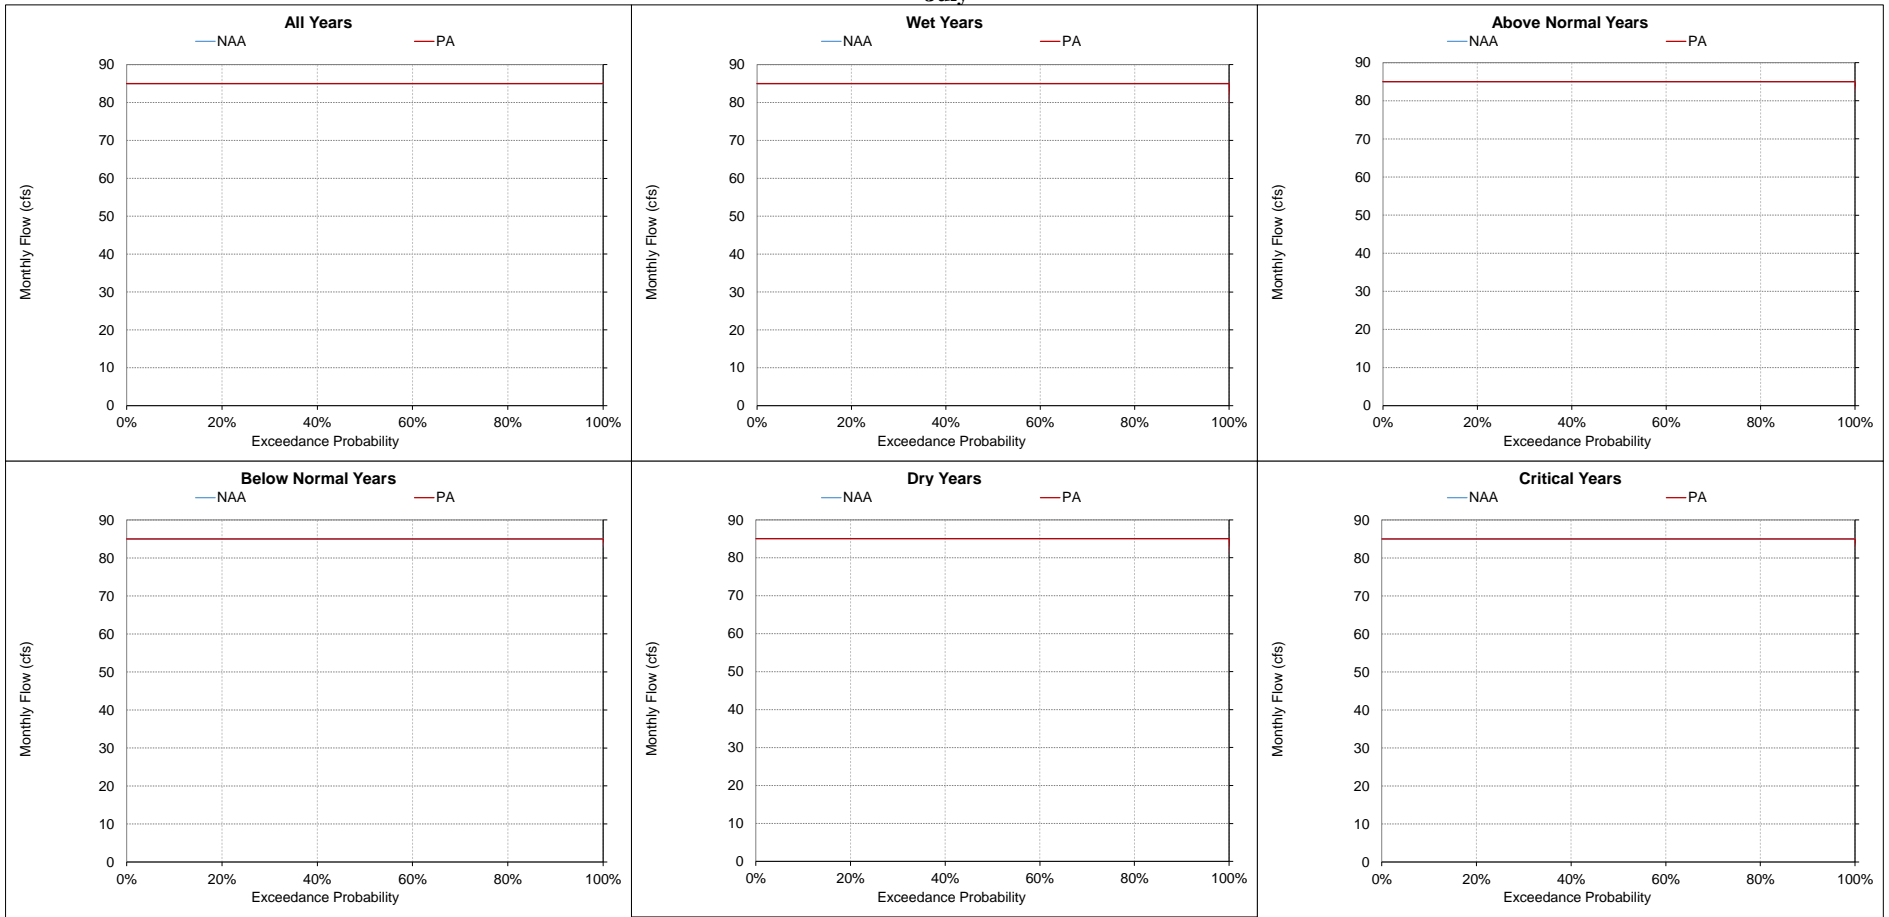 All Years
NAA PA
90
80
70
60
50
40
30
20
10
0
Monthly Flow (cfs)
0% 20% 40% 60% 80% 100%
Exceedance Probability
Wet Years
NAA PA
90
80
70
60
50
40
30
20
10
0
Monthly Flow (cfs)
0% 20% 40% 60% 80% 100%
Exceedance Probability
Above Normal Years
NAA PA
90
80
70
60
50
40
30
20
10
0
Monthly Flow (cfs)
0% 20% 40% 60% 80% 100%
Exceedance Probability
Below Normal Years
NAA PA
90
80
70
60
50
40
30
20
10
0
Monthly Flow (cfs)
0% 20% 40% 60% 80% 100%
Exceedance Probability
Dry Years
NAA PA
90
80
70
60
50
40
30
20
10
0
Monthly Flow (cfs)
0% 20% 40% 60% 80% 100%
Exceedance Probability
Critical Years
NAA PA
90
80
70
60
50
40
30
20
10
0
Monthly Flow (cfs)
0% 20% 40% 60% 80% 100%
Exceedance Probability